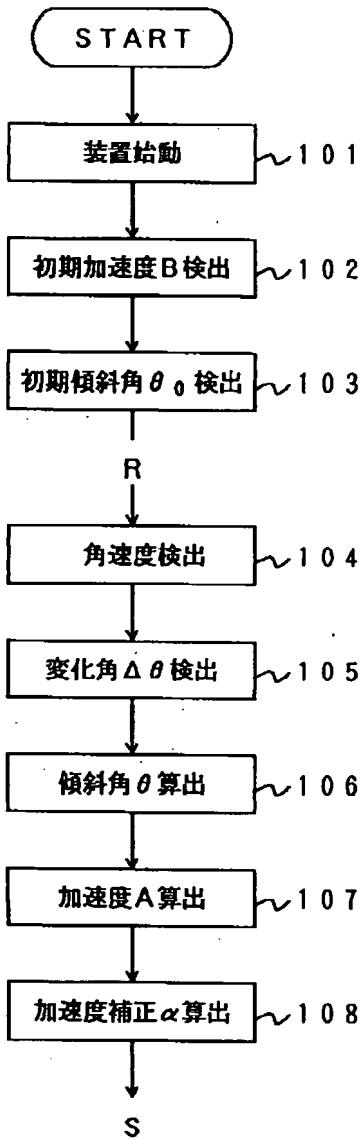 START
装置始動 101
初期加速度B検出 102
初期傾斜角θ0検出 103
R
角速度検出 104
変化角Δθ検出 105
傾斜角θ算出 106
加速度A算出 107
加速度補正α算出 108
S